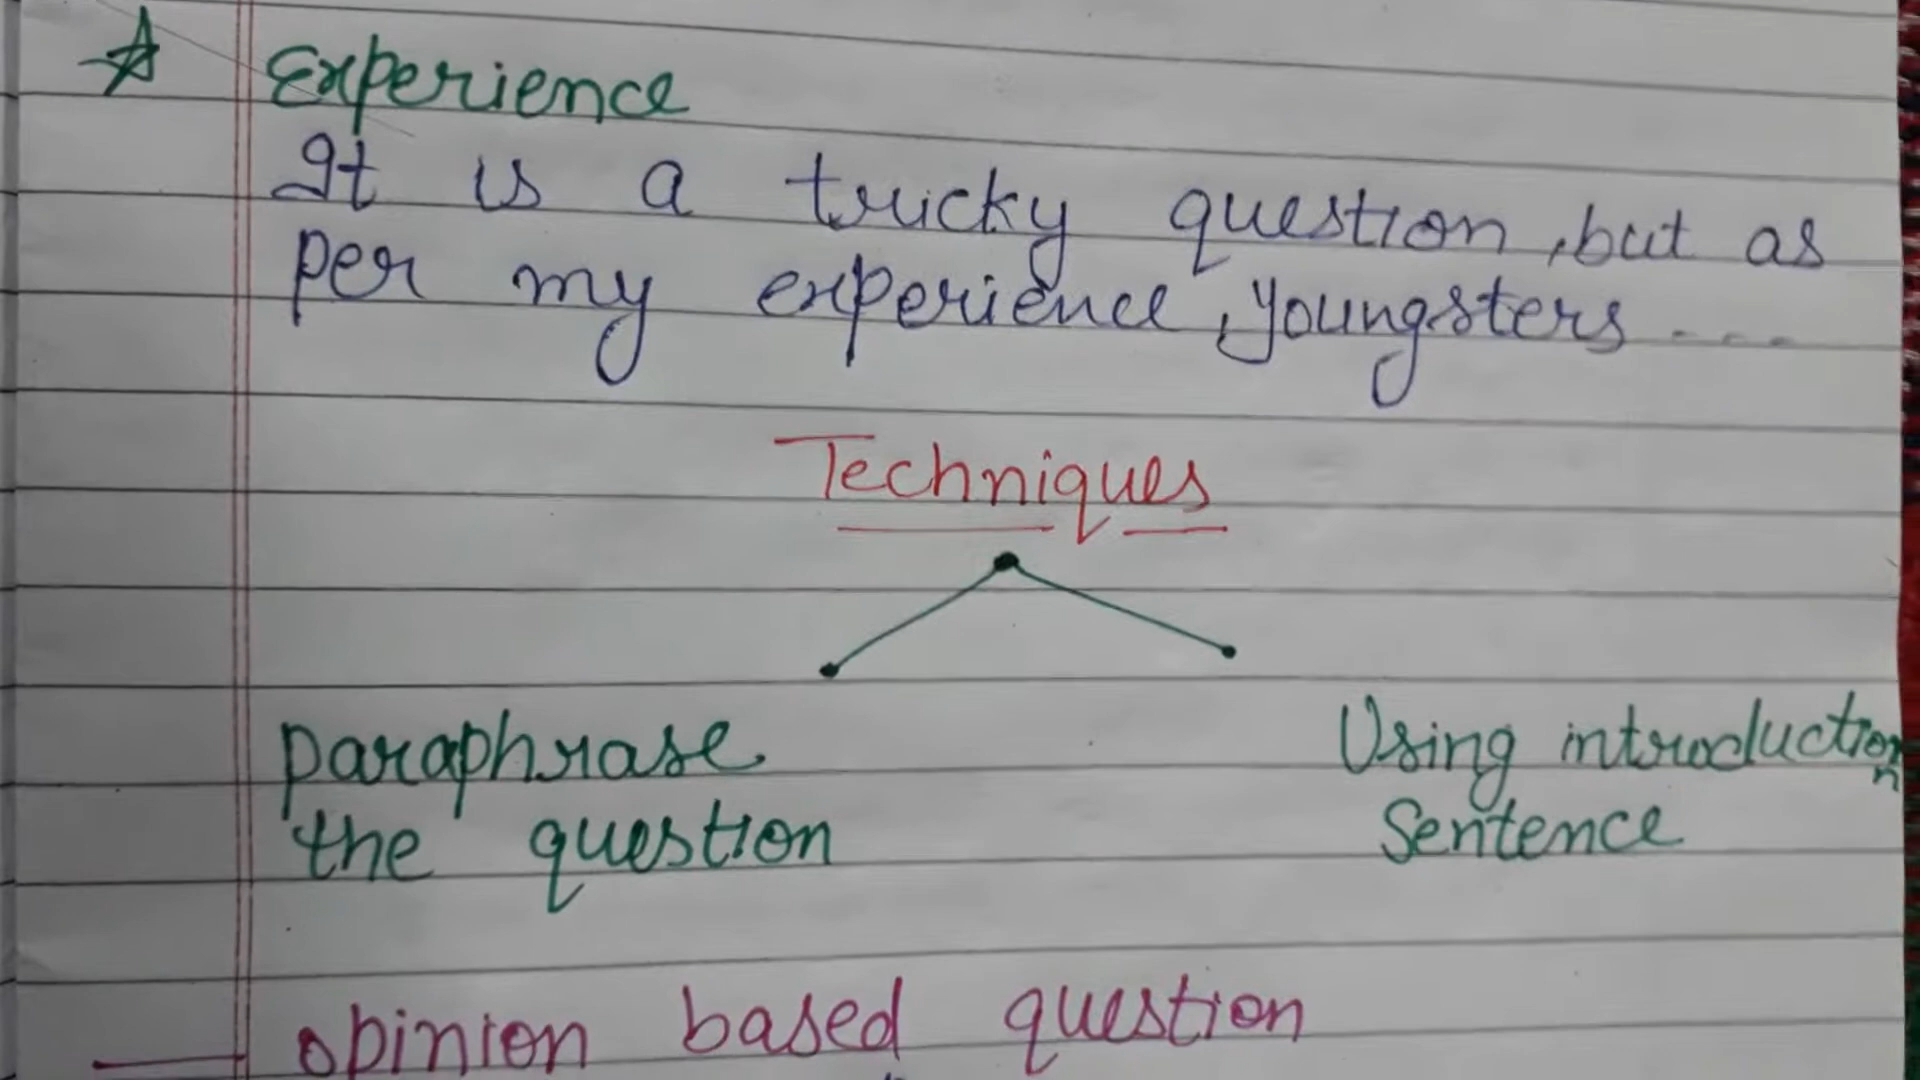 Experience
It is a tricky question, but as
per my experience, youngsters ---
Techniques
paraphrase
the question
Using introduction
Sentence
opinion based question